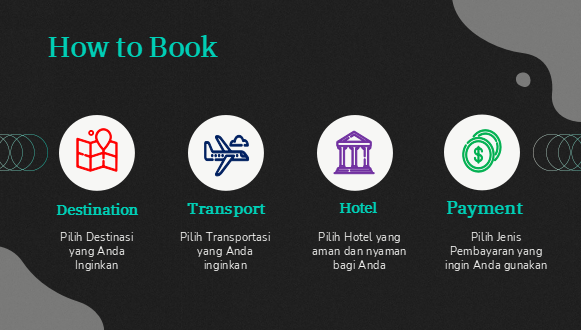 How to Book
Destination
Pilih Destinasi
yang Anda
Inginkan
Transport
Pilih Transportasi
yang Anda
inginkan
Hotel
Pilih Hotel yang
aman dan nyaman
bagi Anda
Payment
Pilih Jenis
Pembayaran yang
ingin Anda gunakan